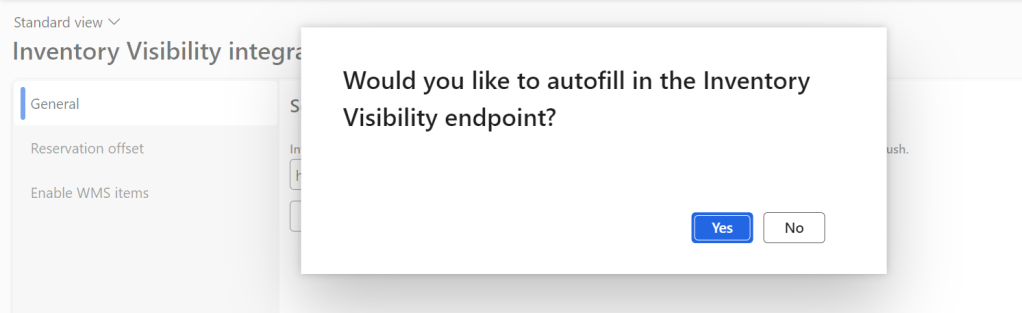 Standard view
Inventory Visibility integra
Would you like to autofill in the Inventory
Visibility endpoint?
General
S
Reservation offset
In
ush.
h
Enable WMS items
Yes
No